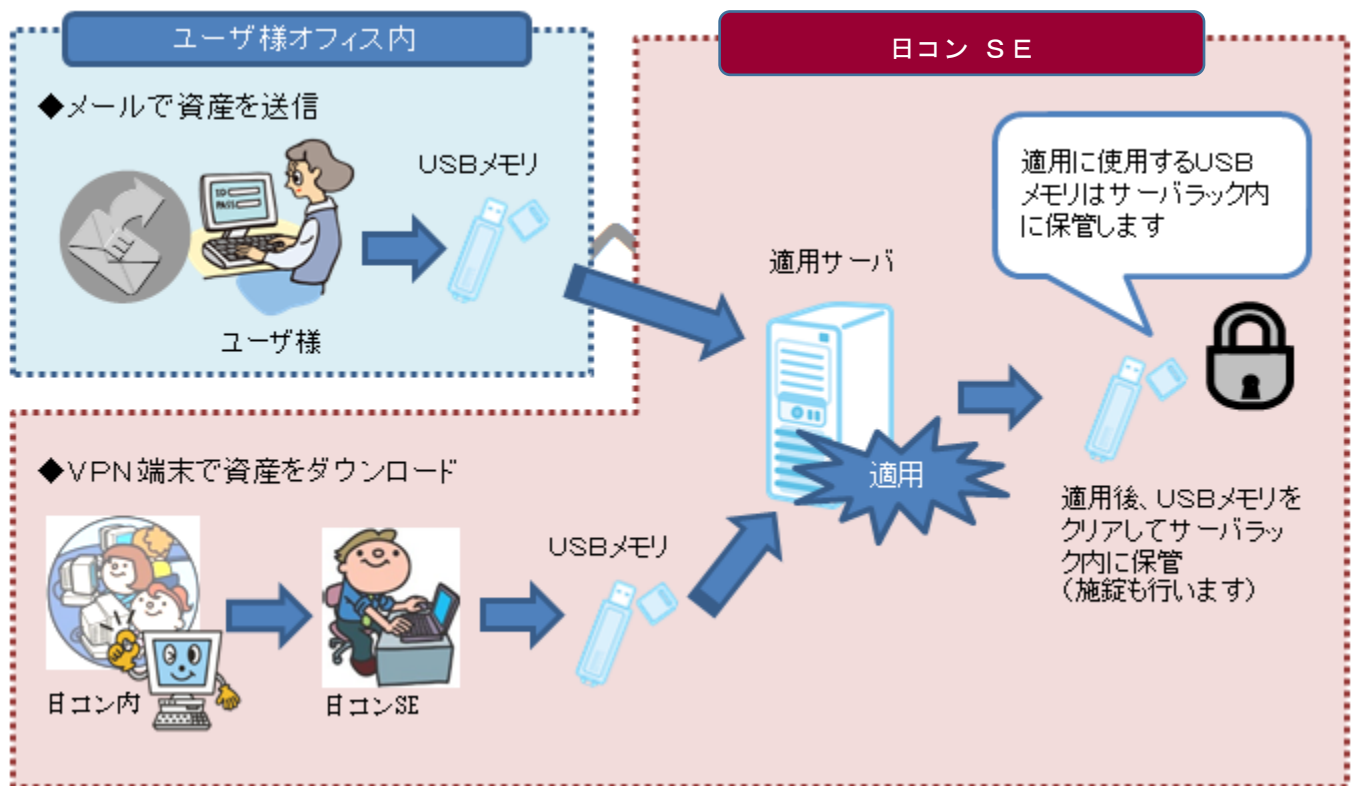 ユーザ様オフィス内
日コン ＳＥ
◆メールで資産を送信
USBメモリ
ID
PASS
ユーザ様
適用サーバ
適用に使用するUSB
メモリはサーバラック内
に保管します
適用
適用後、USBメモリを
クリアしてサーバラッ
ク内に保管
（施錠も行います）
◆VPN端末で資産をダウンロード
USBメモリ
日コン内
日コンSE